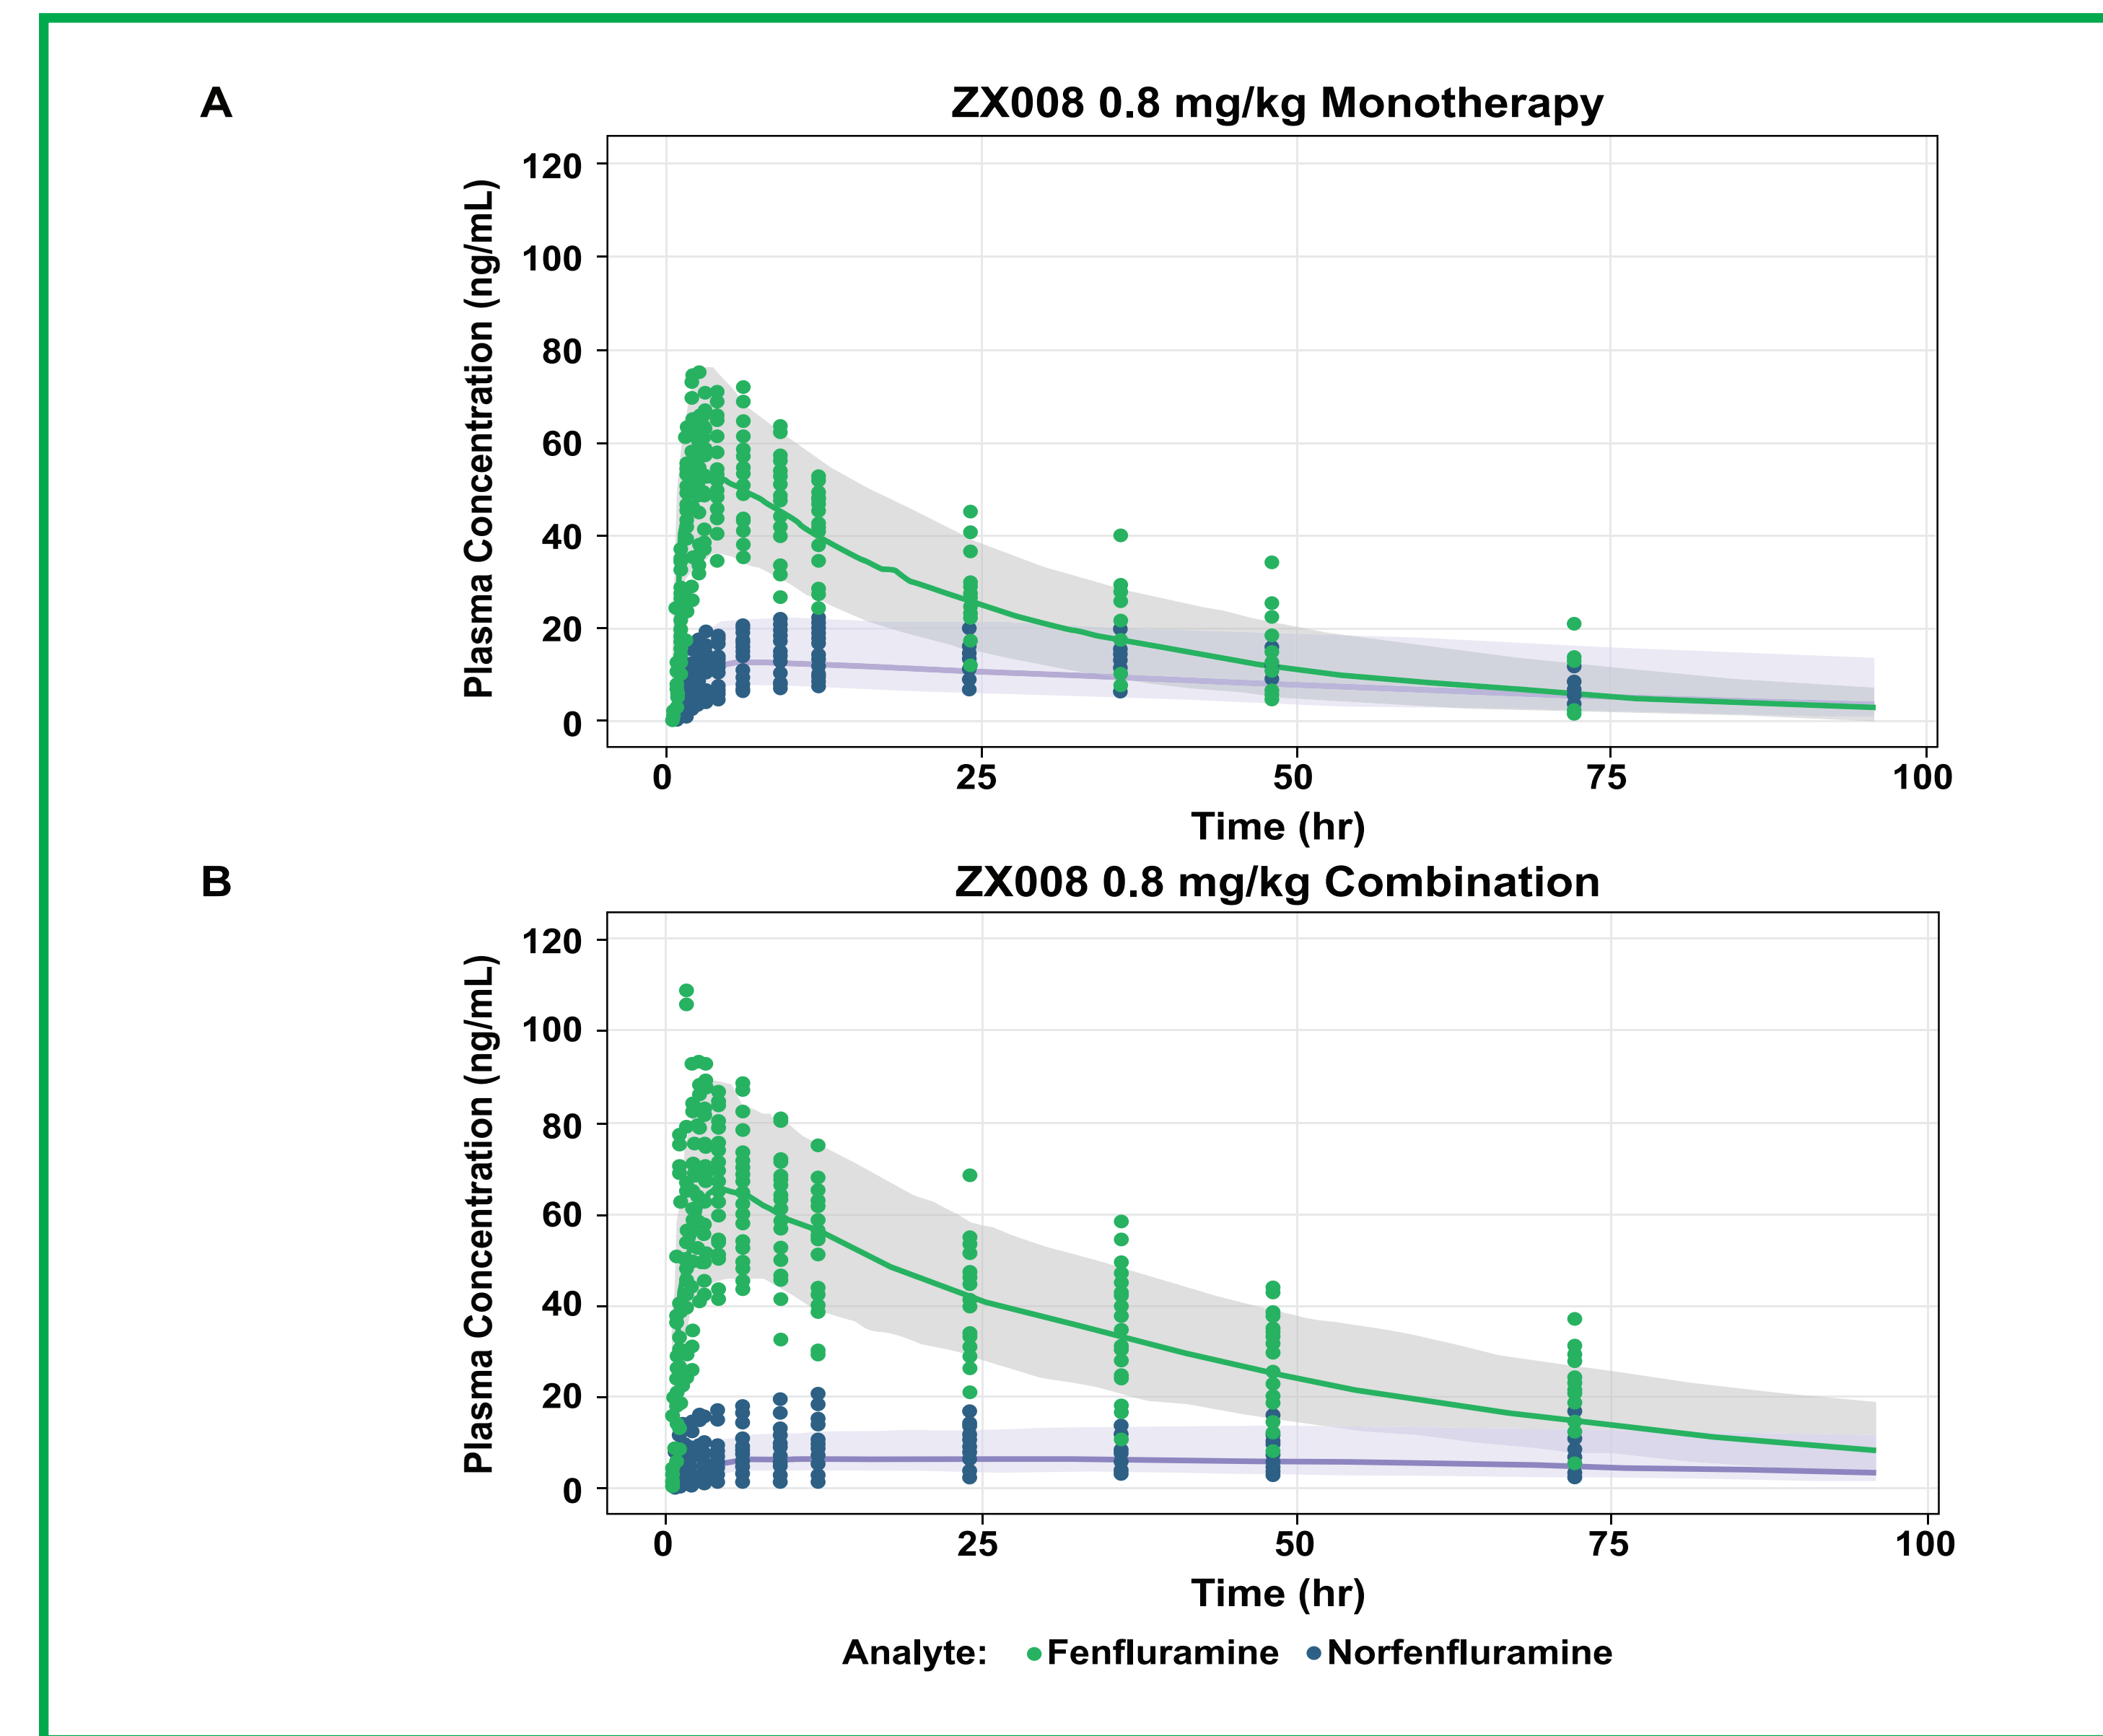 A
ZX008 0.8 mg/kg Monotherapy
Plasma Concentration (ng/mL)
120
100
80
60
40
20
0
0 25 50 75 100
Time (hr)
B
ZX008 0.8 mg/kg Combination
Plasma Concentration (ng/mL)
120
100
80
60
40
20
0
0 25 50 75 100
Time (hr)
Analyte: Fenfluramine Norfenfluramine